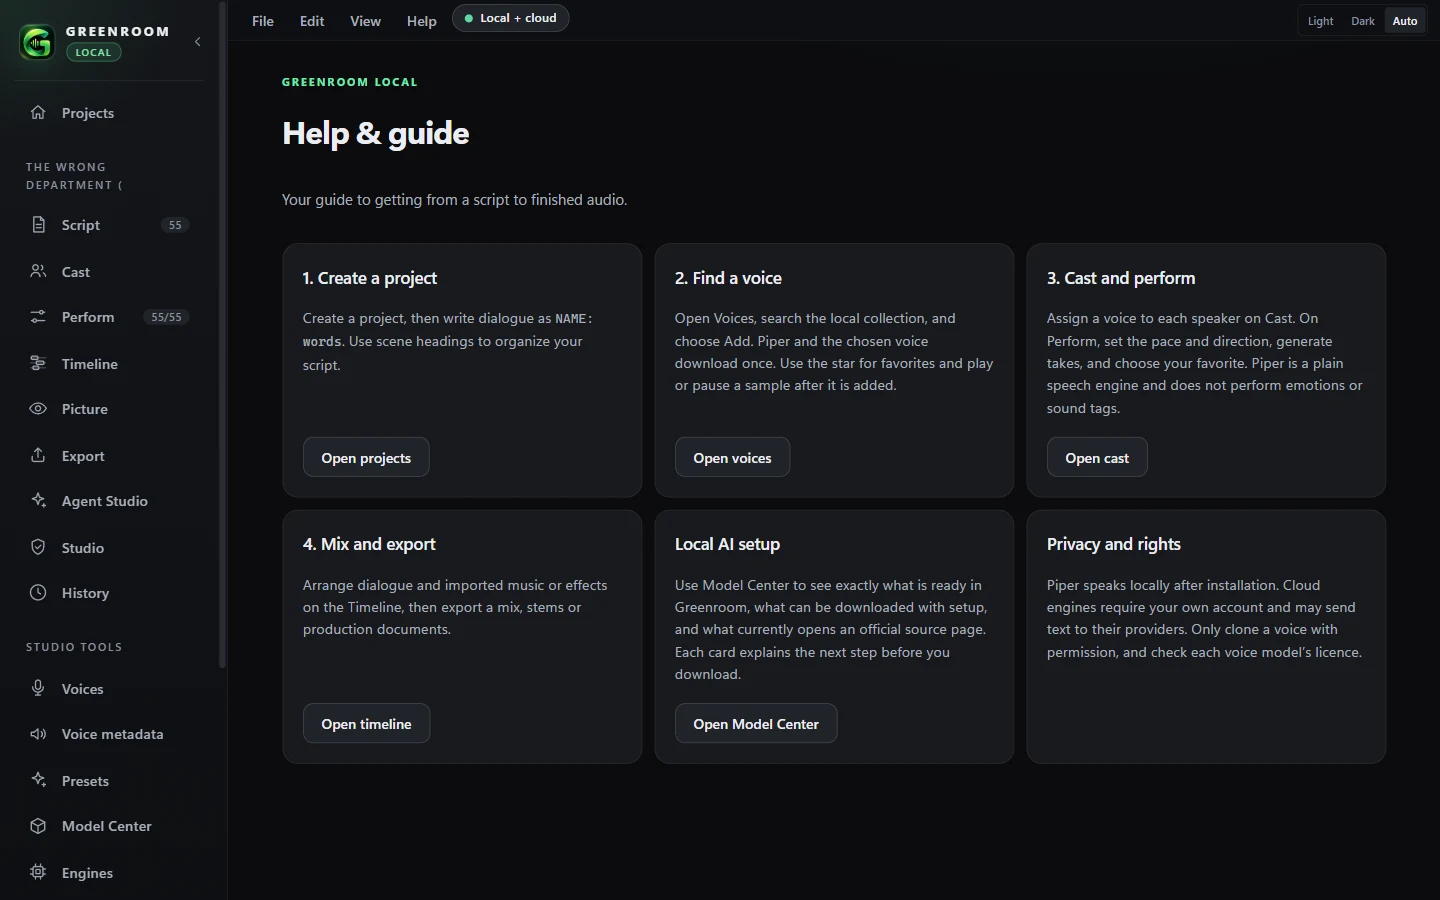 GREENROOM
LOCAL
Projects
THE WRONG
DEPARTMENT (
Script
55
Cast
Perform
55/55
Timeline
Picture
Export
Agent Studio
Studio
History
STUDIO TOOLS
Voices
Voice metadata
Presets
Model Center
Engines
File
Edit
View
Help
Local + cloud
Light
Dark
Auto
GREENROOM LOCAL
Help & guide
Your guide to getting from a script to finished audio.
1. Create a project
Create a project, then write dialogue as NAME:
words. Use scene headings to organize your
script.
Open projects
2. Find a voice
Open Voices, search the local collection, and
choose Add. Piper and the chosen voice
download once. Use the star for favorites and play
or pause a sample after it is added.
Open voices
3. Cast and perform
Assign a voice to each speaker on Cast. On
Perform, set the pace and direction, generate
takes, and choose your favorite. Piper is a plain
speech engine and does not perform emotions or
sound tags.
Open cast
4. Mix and export
Arrange dialogue and imported music or effects
on the Timeline, then export a mix, stems or
production documents.
Open timeline
Local AI setup
Use Model Center to see exactly what is ready in
Greenroom, what can be downloaded with setup,
and what currently opens an official source page.
Each card explains the next step before you
download.
Open Model Center
Privacy and rights
Piper speaks locally after installation. Cloud
engines require your own account and may send
text to their providers. Only clone a voice with
permission, and check each voice model’s licence.